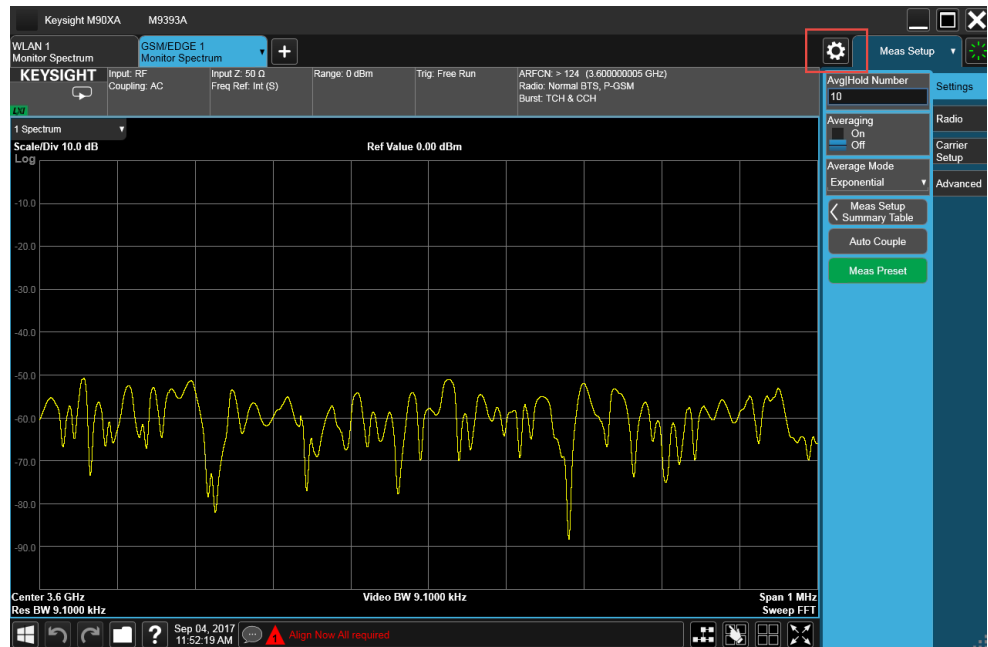 Keysight M90XA M9393A
WLAN 1
Monitor Spectrum
GSM/EDGE 1
Monitor Spectrum
+
Meas Setup
KEYSIGHT
LXI
Input: RF
Coupling: AC
Input Z: 50 Ω
Freq Ref: Int (S)
Range: 0 dBm
Trig: Free Run
ARFCN: > 124 (3.600000005 GHz)
Radio: Normal BTS, P-GSM
Burst: TCH & CCH
1 Spectrum
Scale/Div 10.0 dB
Ref Value 0.00 dBm
Log
-10.0
-20.0
-30.0
-40.0
-50.0
-60.0
-70.0
-80.0
-90.0
Center 3.6 GHz
Res BW 9.1000 kHz
Video BW 9.1000 kHz
Span 1 MHz
Sweep FFT
Avg|Hold Number
10
Averaging
On
Off
Average Mode
Exponential
Meas Setup
Summary Table
Auto Couple
Meas Preset
Settings
Radio
Carrier
Setup
Advanced
?
Sep 04, 2017
11:52:19 AM
1
Align Now All required